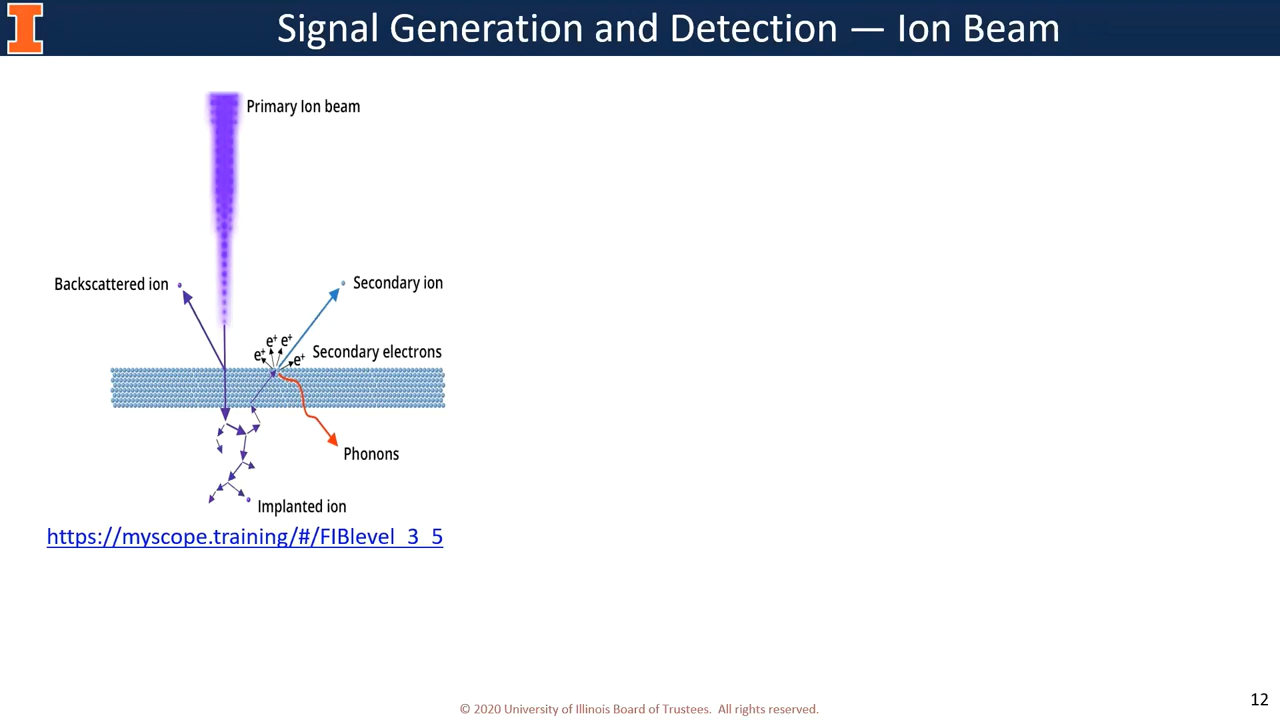 Signal Generation and Detection — Ion Beam
Primary Ion beam
Backscattered ion
Secondary ion
e⁺ e⁺ e⁺ e⁺
Secondary electrons
Phonons
Implanted ion
https://myscope.training/#/FIBlevel_3_5
© 2020 University of Illinois Board of Trustees. All rights reserved.
12